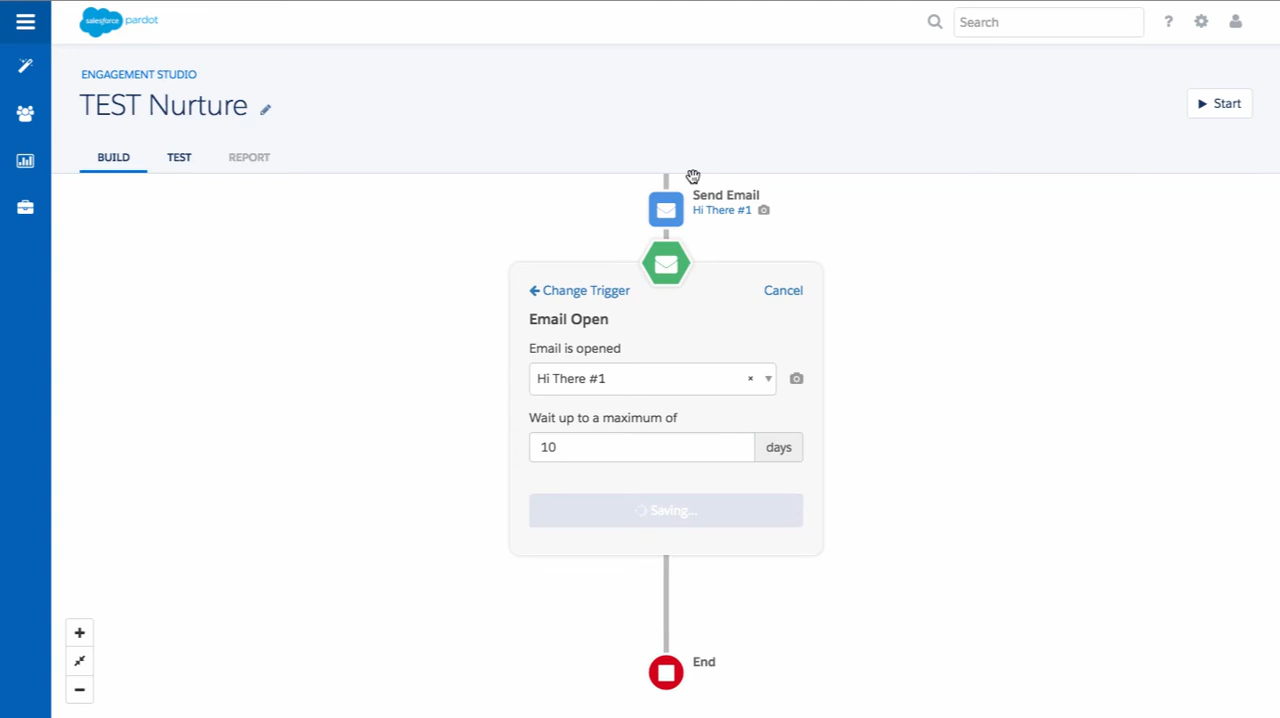 salesforce pardot
Search
?
ENGAGEMENT STUDIO
TEST Nurture
Start
BUILD TEST REPORT
Send Email
Hi There #1
Change Trigger Cancel
Email Open
Email is opened
Hi There #1 ×
Wait up to a maximum of
10 days
Saving...
End